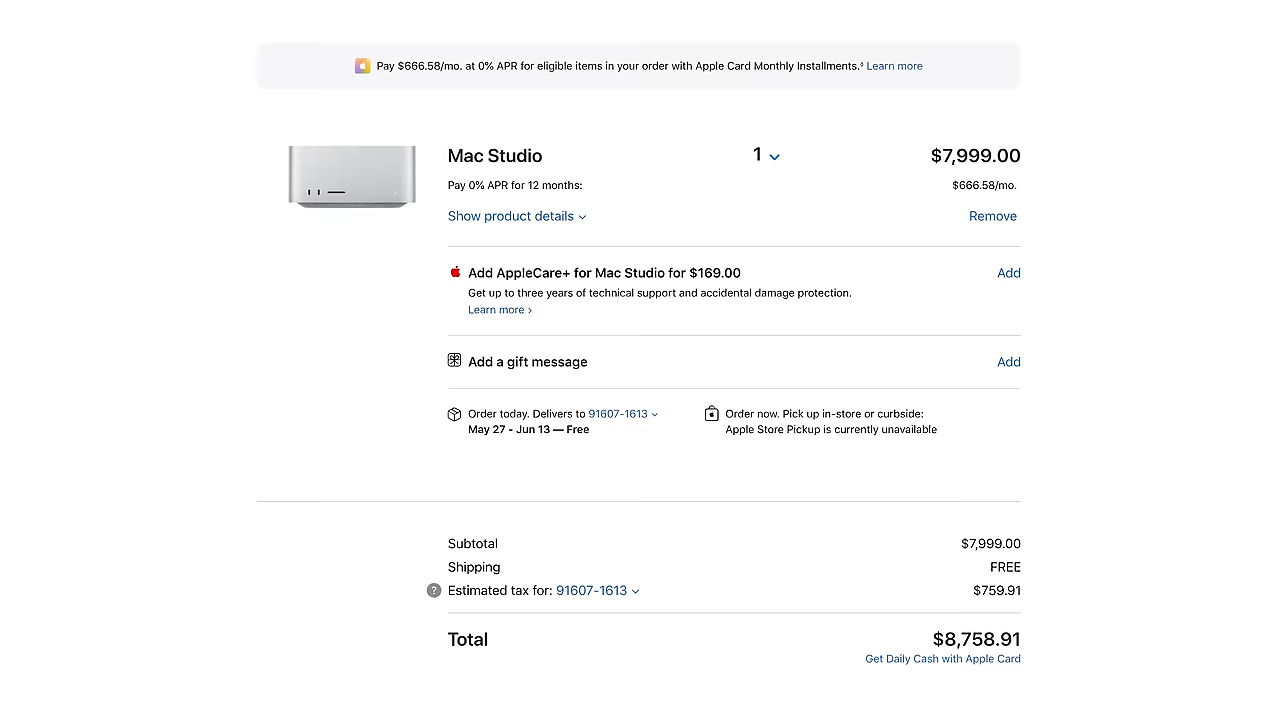 Pay $666.58/mo. at 0% APR for eligible items in your order with Apple Card Monthly Installments.◊ Learn more
Mac Studio 1 $7,999.00
Pay 0% APR for 12 months: $666.58/mo.
Show product details Remove
Add AppleCare+ for Mac Studio for $169.00 Add
Get up to three years of technical support and accidental damage protection.
Learn more ›
Add a gift message Add
Order today. Delivers to 91607-1613
May 27 - Jun 13 — Free
Order now. Pick up in-store or curbside:
Apple Store Pickup is currently unavailable
Subtotal $7,999.00
Shipping FREE
? Estimated tax for: 91607-1613 $759.91
Total $8,758.91
Get Daily Cash with Apple Card